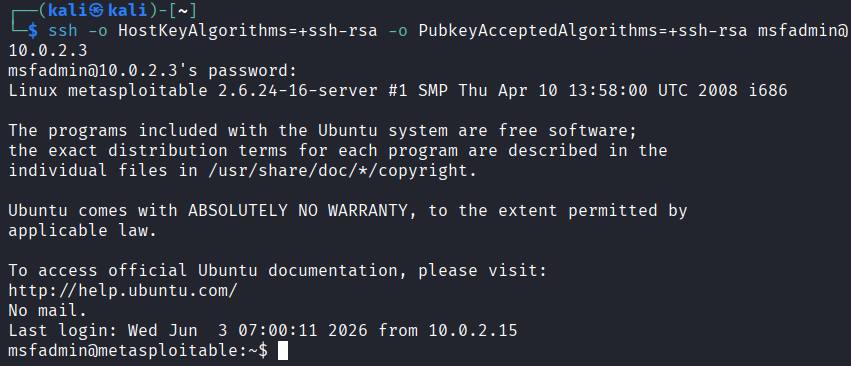 ┌──(kali㉿kali)-[~]
└─$ ssh -o HostKeyAlgorithms=+ssh-rsa -o PubkeyAcceptedAlgorithms=+ssh-rsa msfadmin@
10.0.2.3
msfadmin@10.0.2.3's password:
Linux metasploitable 2.6.24-16-server #1 SMP Thu Apr 10 13:58:00 UTC 2008 i686

The programs included with the Ubuntu system are free software;
the exact distribution terms for each program are described in the
individual files in /usr/share/doc/*/copyright.

Ubuntu comes with ABSOLUTELY NO WARRANTY, to the extent permitted by
applicable law.

To access official Ubuntu documentation, please visit:
http://help.ubuntu.com/
No mail.
Last login: Wed Jun  3 07:00:11 2026 from 10.0.2.15
msfadmin@metasploitable:~$